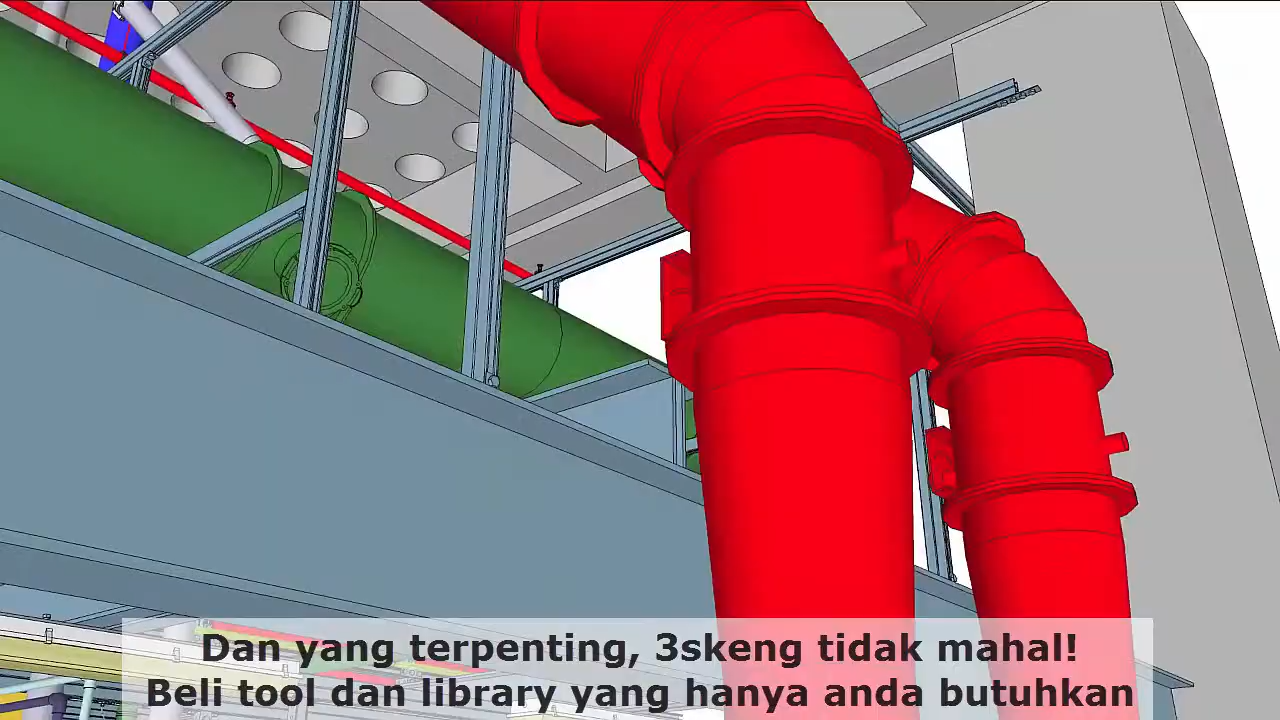 Dan yang terpenting, 3skeng tidak mahal!
Beli tool dan library yang hanya anda butuhkan